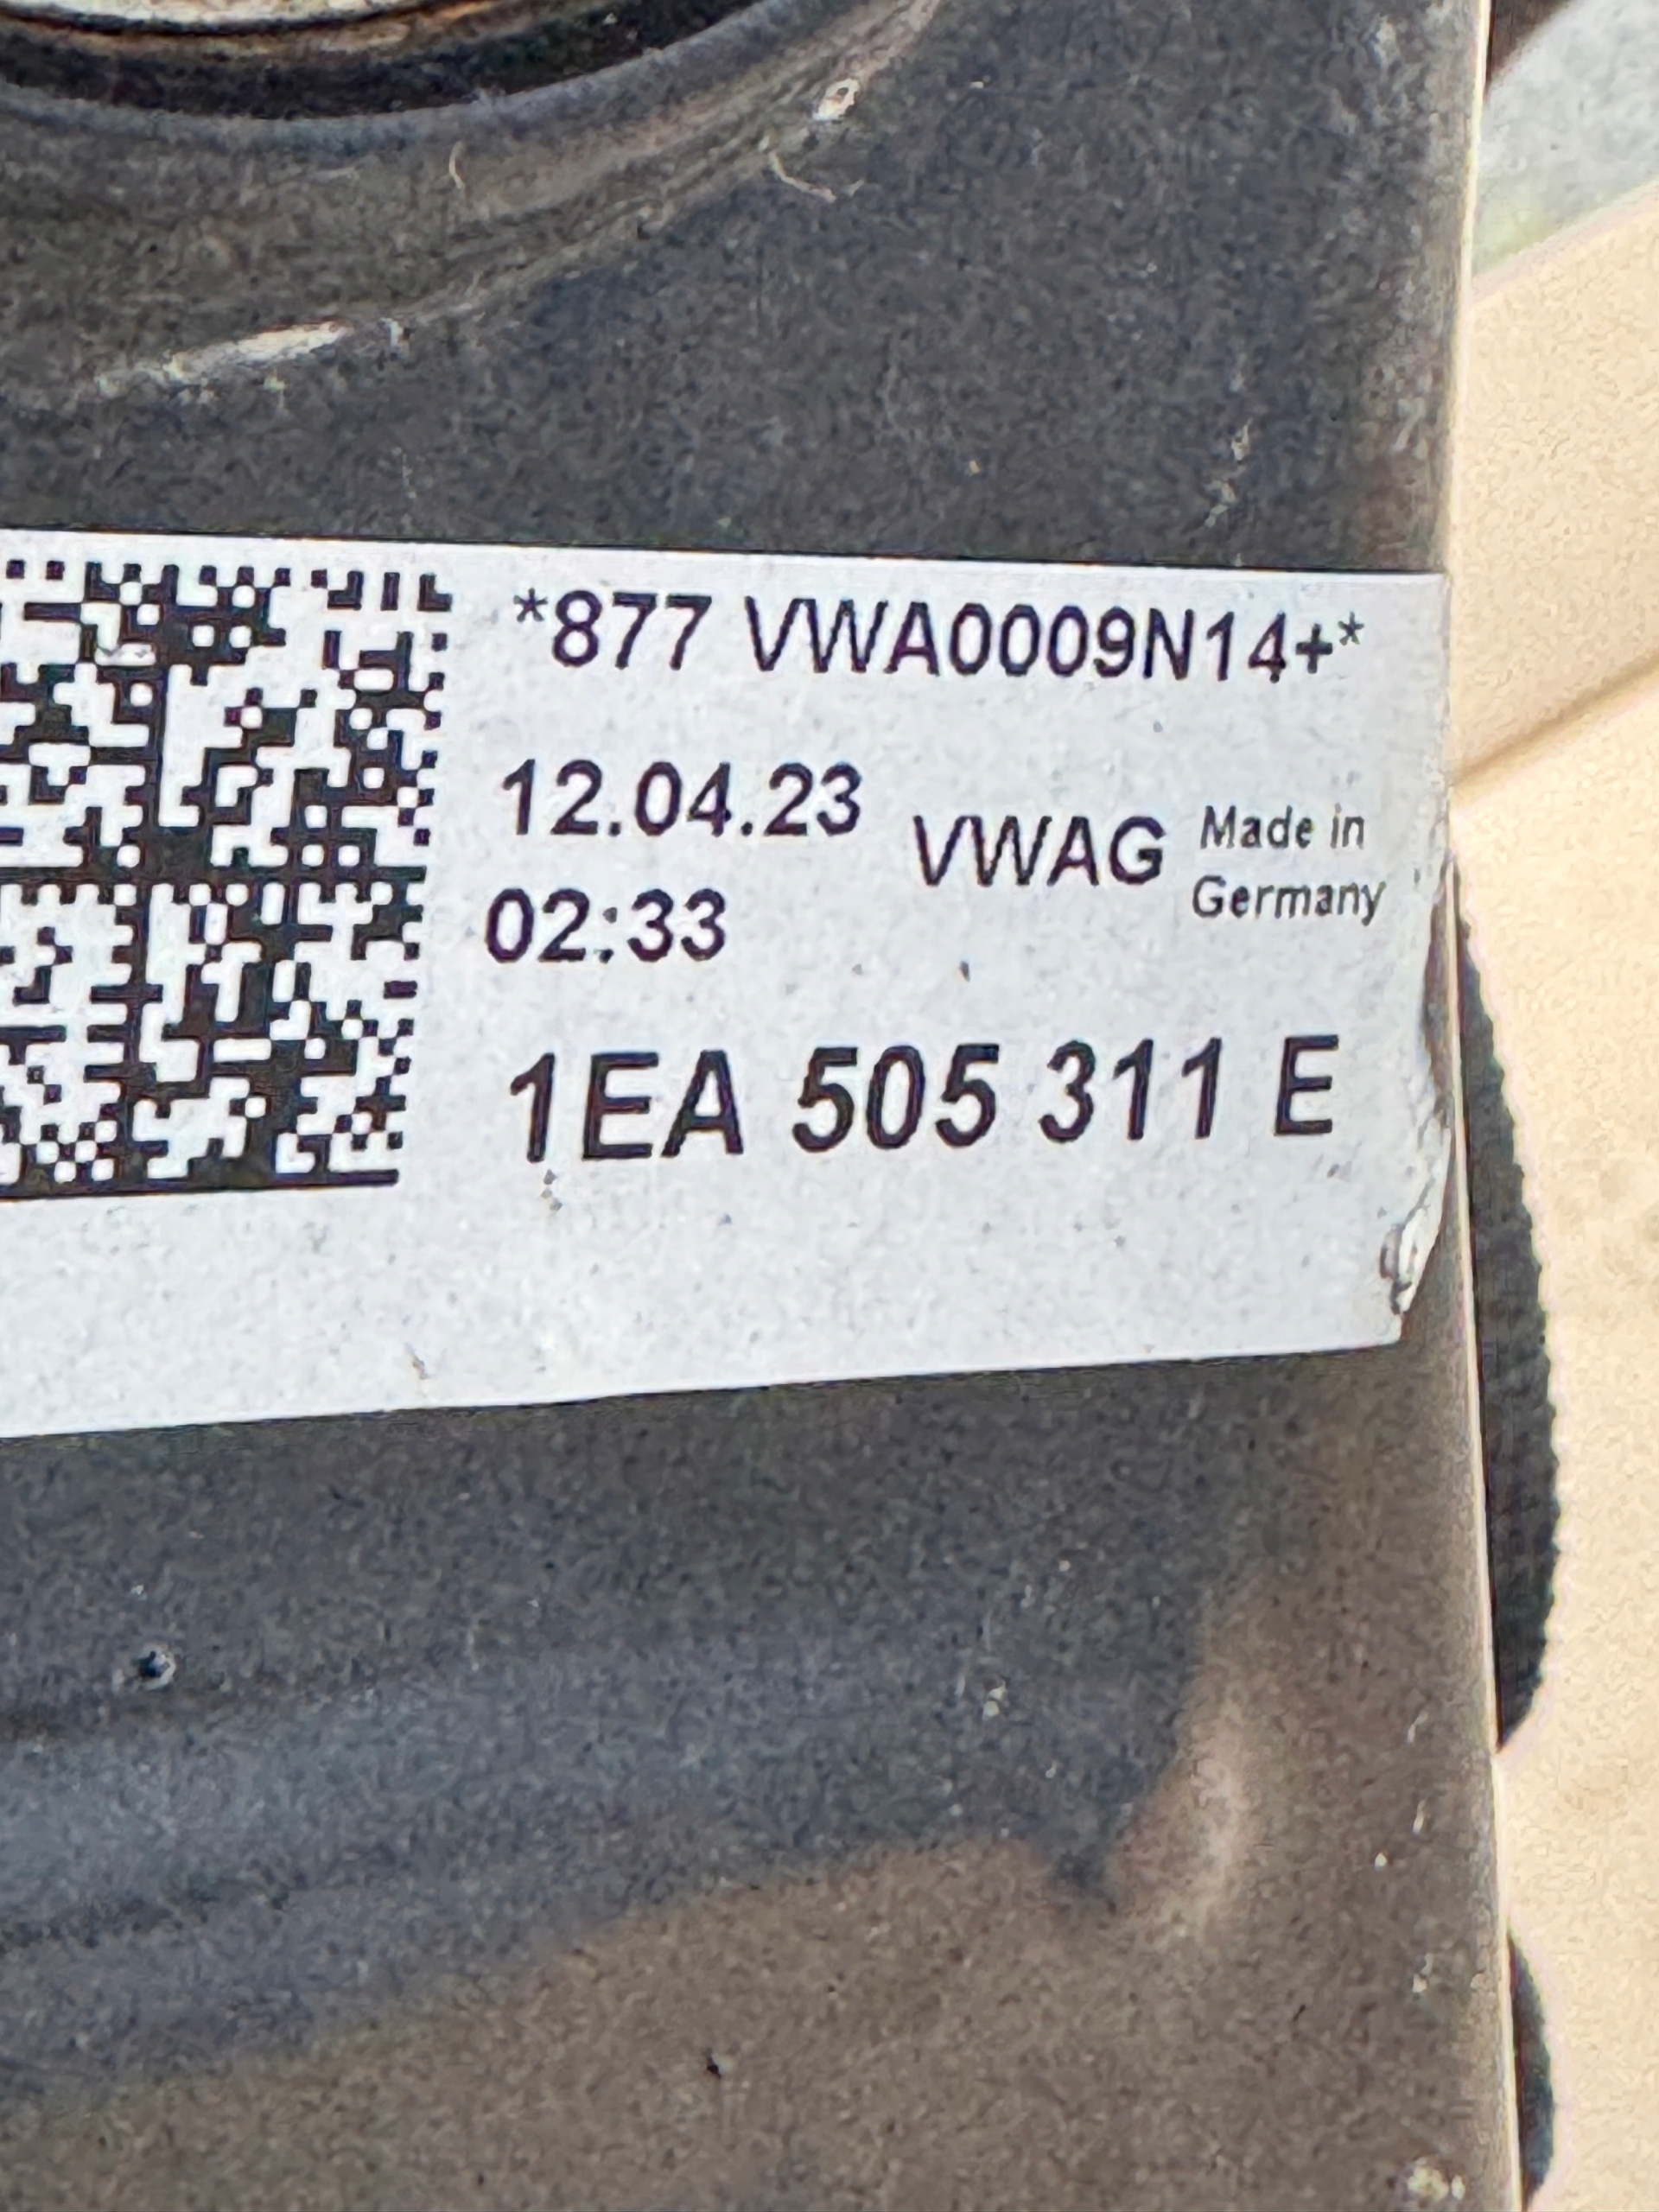 *877 VWA0009N14+*
12.04.23
02:33
VWAG
Made in
Germany
1EA 505 311 E